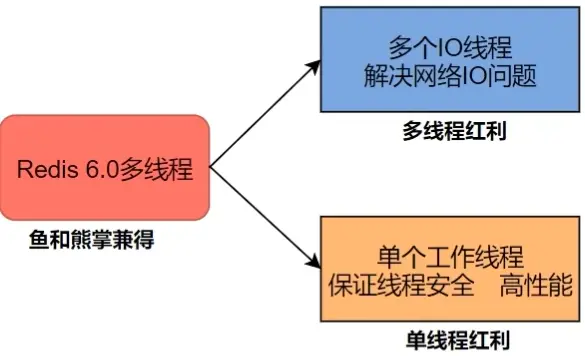 多个IO线程
解决网络IO问题
多线程红利
Redis 6.0多线程
鱼和熊掌兼得
单个工作线程
保证线程安全 高性能
单线程红利